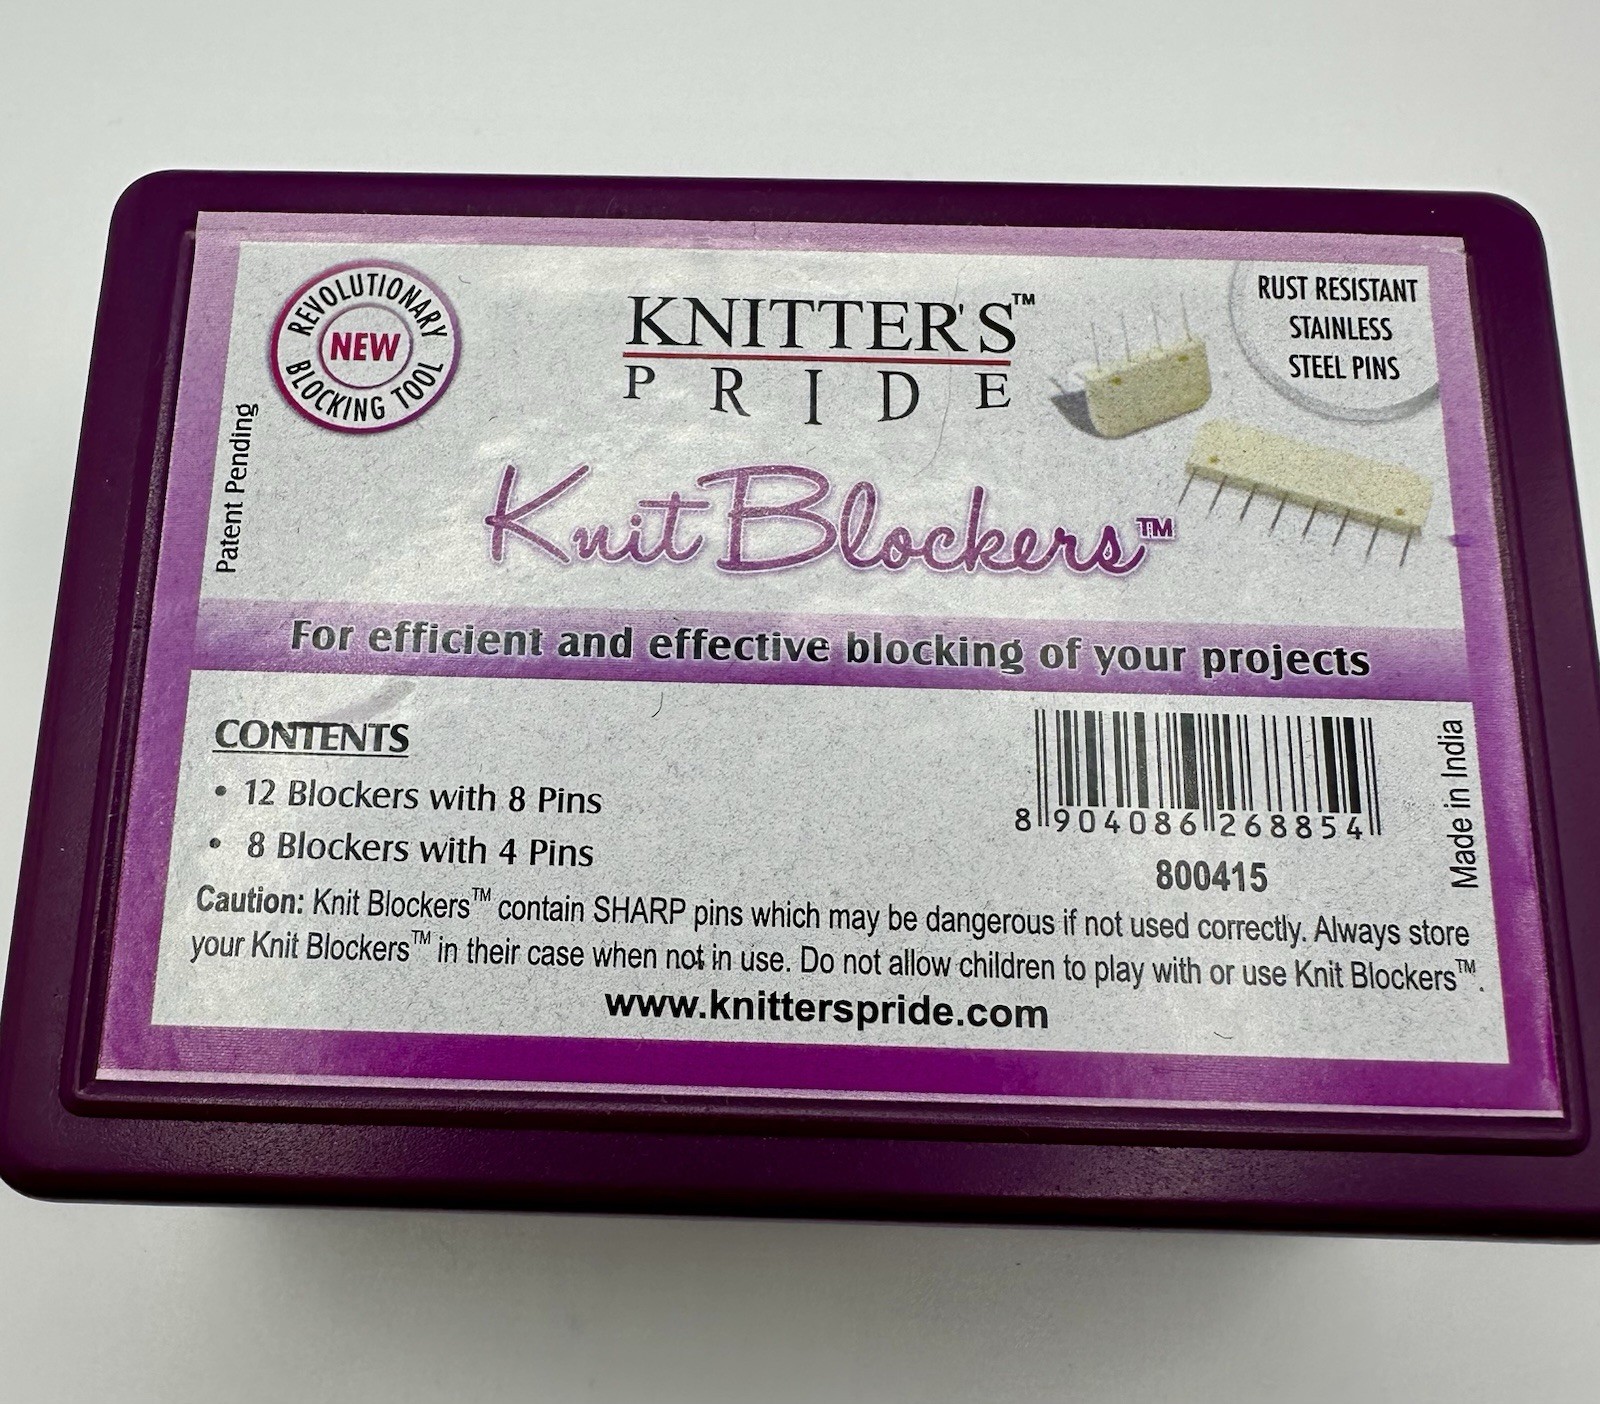 REVOLUTIONARY
NEW
BLOCKING TOOL
Patent Pending
KNITTER'S™
PRIDE
RUST RESISTANT
STAINLESS
STEEL PINS
Knit Blockers™
For efficient and effective blocking of your projects
CONTENTS
• 12 Blockers with 8 Pins
• 8 Blockers with 4 Pins
8 904086 268854
800415
Made in India
Caution: Knit Blockers™ contain SHARP pins which may be dangerous if not used correctly. Always store
your Knit Blockers™ in their case when not in use. Do not allow children to play with or use Knit Blockers™.
www.knitterspride.com